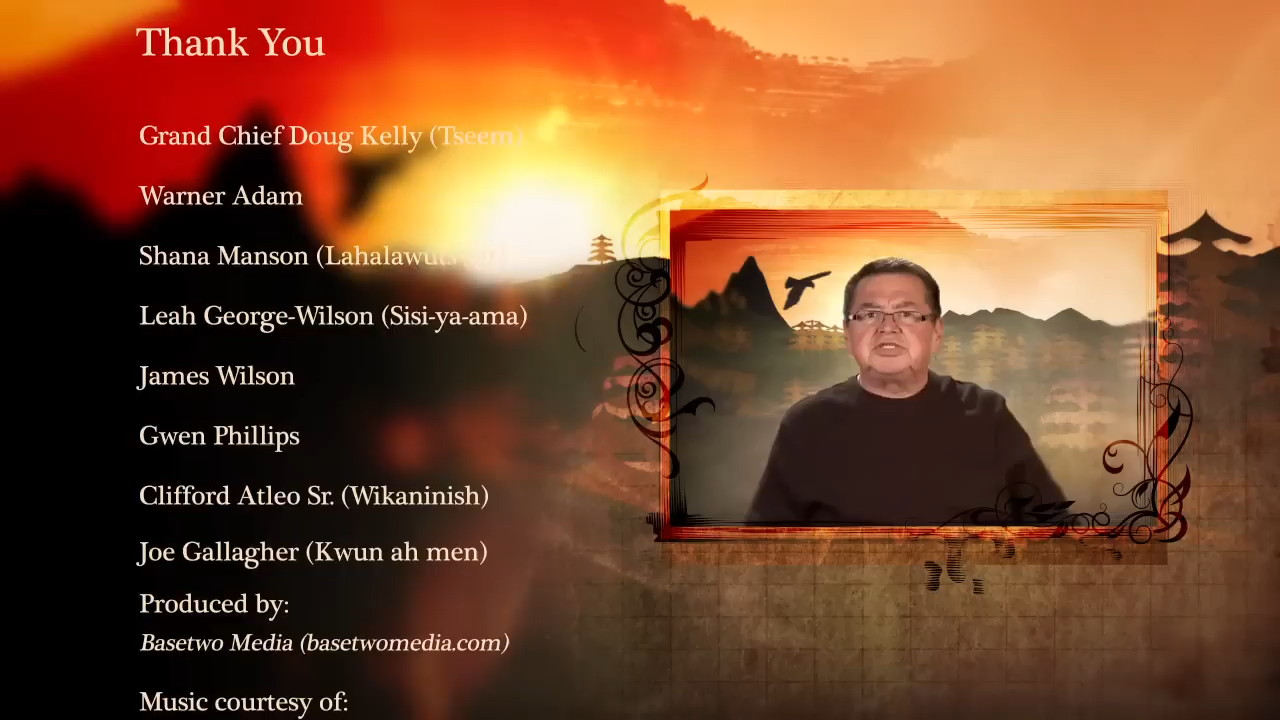 Thank You
Grand Chief Doug Kelly (Tseem)
Warner Adam
Shana Manson
Leah George-Wilson (Sisi-ya-ama)
James Wilson
Gwen Phillips
Clifford Atleo Sr. (Wikaninish)
Joe Gallagher (Kwun ah men)
Produced by:
Basetwo Media (basetwomedia.com)
Music courtesy of: